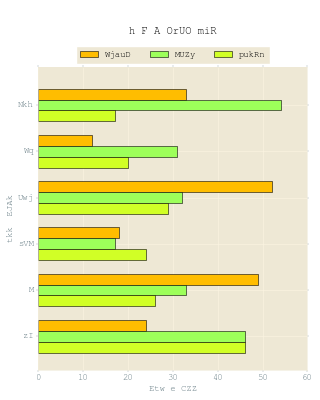 h F A OrUO miR
WjauD MUZy pukRn
Nkh
Wq
Owj
sVM
M
zI
tkk EJAk
0 10 20 30 40 50 60
Etw e CZZ